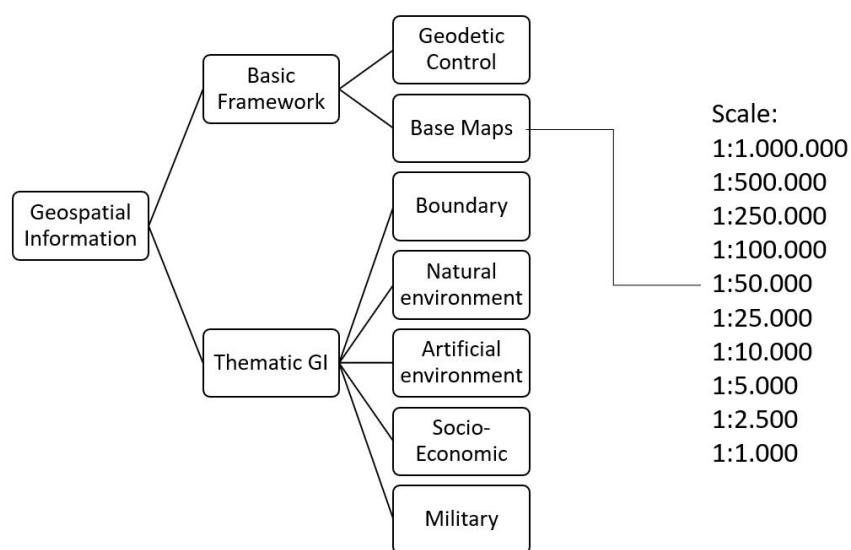 Geospatial
Information
Basic
Framework
Thematic GI
Geodetic
Control
Base Maps
Boundary
Natural
environment
Artificial
environment
Socio-
Economic
Military
Scale:
1:1.000.000
1:500.000
1:250.000
1:100.000
1:50.000
1:25.000
1:10.000
1:5.000
1:2.500
1:1.000